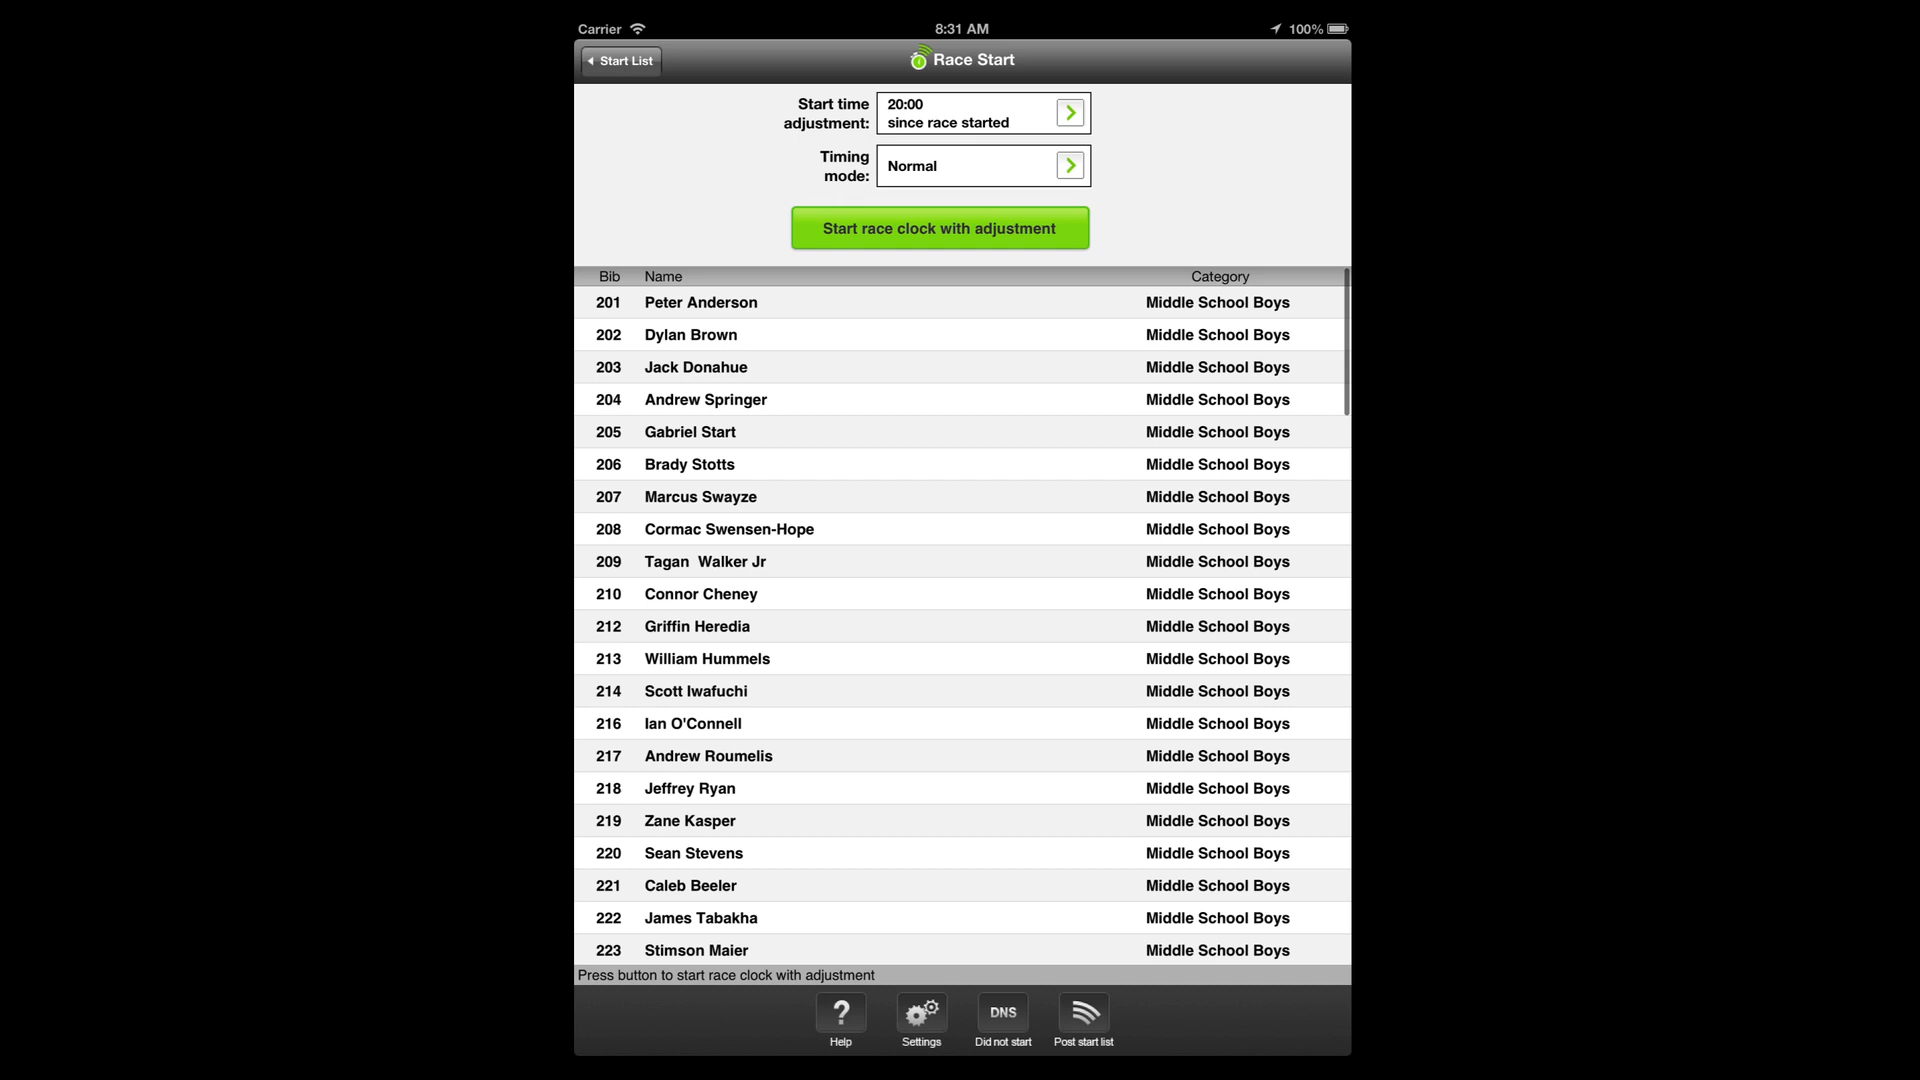 Carrier 8:31 AM 100%
Start List Race Start
Start time adjustment:
20:00
since race started
Timing mode:
Normal
Start race clock with adjustment
Bib Name Category
201 Peter Anderson Middle School Boys
202 Dylan Brown Middle School Boys
203 Jack Donahue Middle School Boys
204 Andrew Springer Middle School Boys
205 Gabriel Start Middle School Boys
206 Brady Stotts Middle School Boys
207 Marcus Swayze Middle School Boys
208 Cormac Swensen-Hope Middle School Boys
209 Tagan  Walker Jr Middle School Boys
210 Connor Cheney Middle School Boys
212 Griffin Heredia Middle School Boys
213 William Hummels Middle School Boys
214 Scott Iwafuchi Middle School Boys
216 Ian O'Connell Middle School Boys
217 Andrew Roumelis Middle School Boys
218 Jeffrey Ryan Middle School Boys
219 Zane Kasper Middle School Boys
220 Sean Stevens Middle School Boys
221 Caleb Beeler Middle School Boys
222 James Tabakha Middle School Boys
223 Stimson Maier Middle School Boys
Press button to start race clock with adjustment
? DNS
Help Settings Did not start Post start list